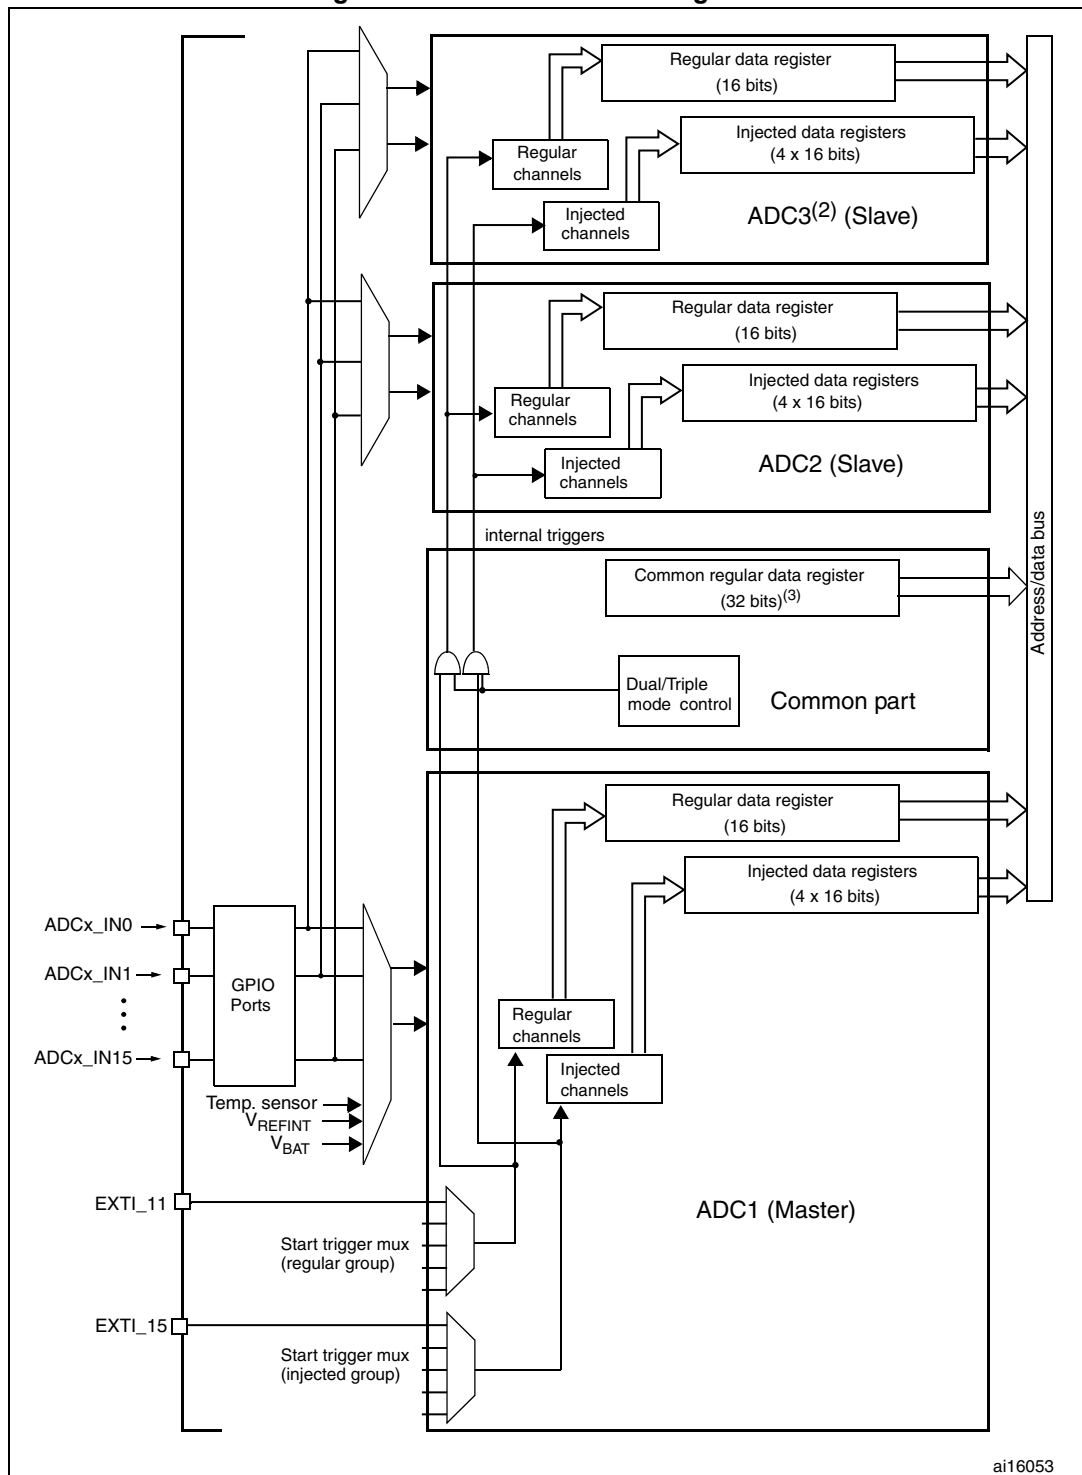 Regular data register
(16 bits)
Injected data registers
(4 x 16 bits)
Regular
channels
Injected
channels
ADC3(2) (Slave)
Regular data register
(16 bits)
Injected data registers
(4 x 16 bits)
Regular
channels
Injected
channels
ADC2 (Slave)
internal triggers
Common regular data register
(32 bits)(3)
Dual/Triple
mode control
Common part
Address/data bus
Regular data register
(16 bits)
Injected data registers
(4 x 16 bits)
ADCx_IN0
ADCx_IN1
ADCx_IN15
GPIO
Ports
Regular
channels
Injected
channels
Temp. sensor
VREFINT
VBAT
EXTI_11
ADC1 (Master)
Start trigger mux
(regular group)
EXTI_15
Start trigger mux
(injected group)
ai16053